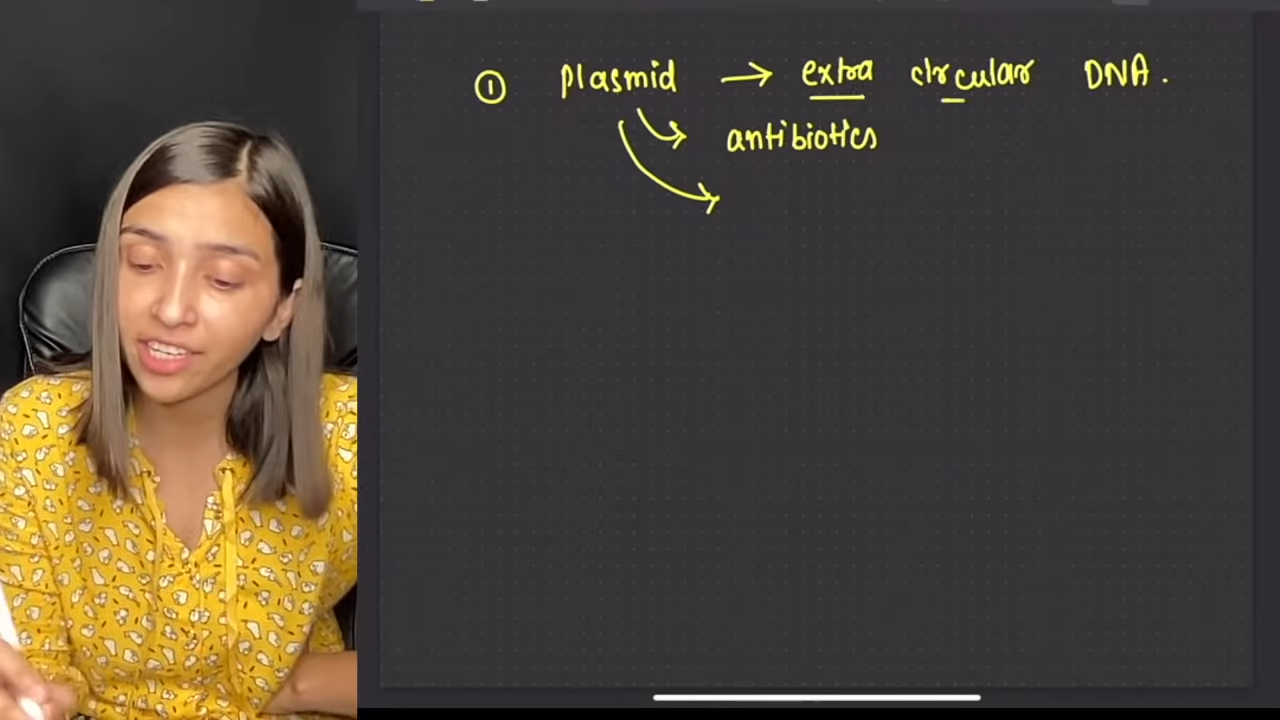 ① Plasmid → extra circular DNA.
antibiotics